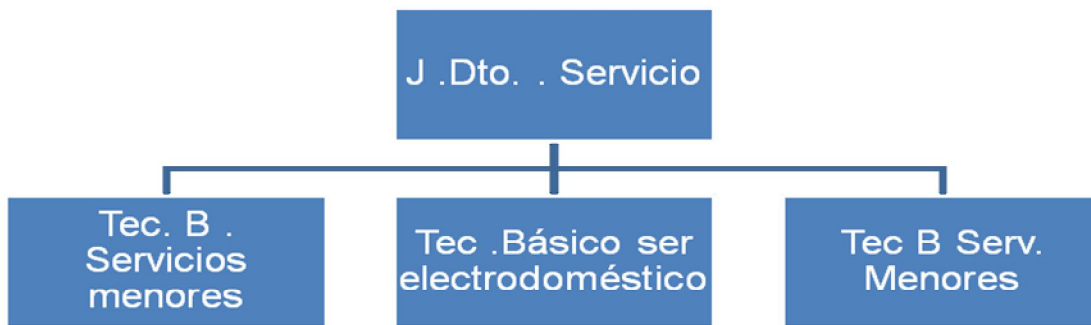 J .Dto. . Servicio
Tec. B .
Servicios
menores
Tec .Básico ser
electrodoméstico
Tec B Serv.
Menores